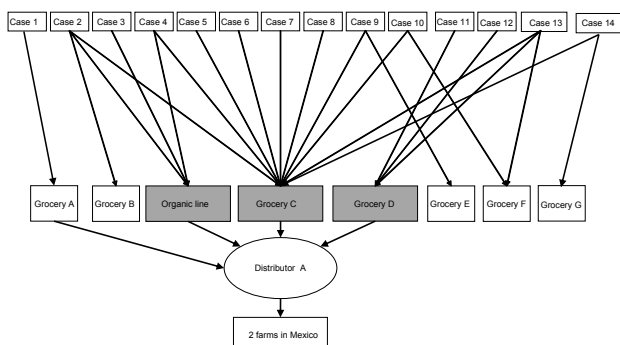 Case 1
Case 2
Case 3
Case 4
Case 5
Case 6
Case 7
Case 8
Case 9
Case 10
Case 11
Case 12
Case 13
Case 14
Grocery A
Grocery B
Organic line
Grocery C
Grocery D
Grocery E
Grocery F
Grocery G
Distributor A
2 farms in Mexico